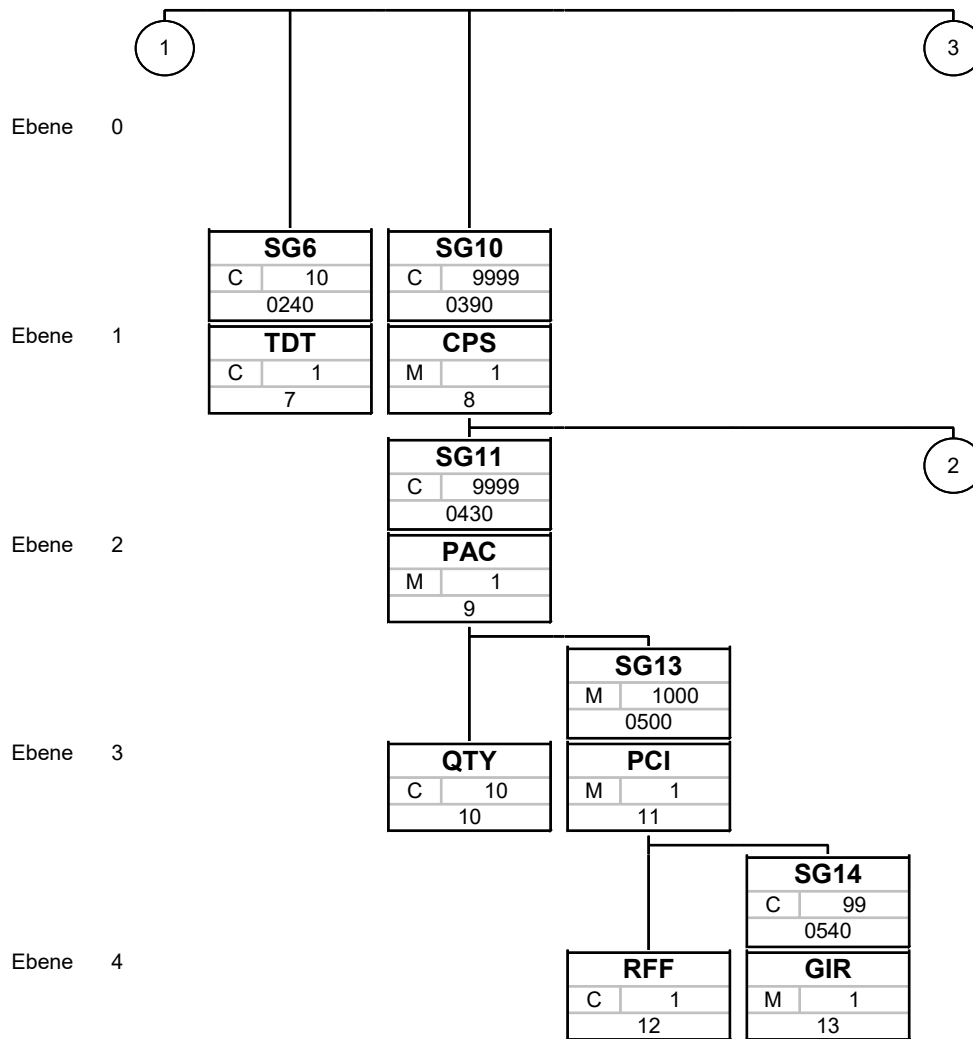 1 3
Ebene 0
SG6 SG10
C 10 C 9999
0240 0390
Ebene 1
TDT CPS
C 1 M 1
7 8
SG11
C 9999
0430
2
Ebene 2
PAC
M 1
9
SG13
M 1000
0500
Ebene 3
QTY PCI
C 10 M 1
10 11
SG14
C 99
0540
Ebene 4
RFF GIR
C 1 M 1
12 13